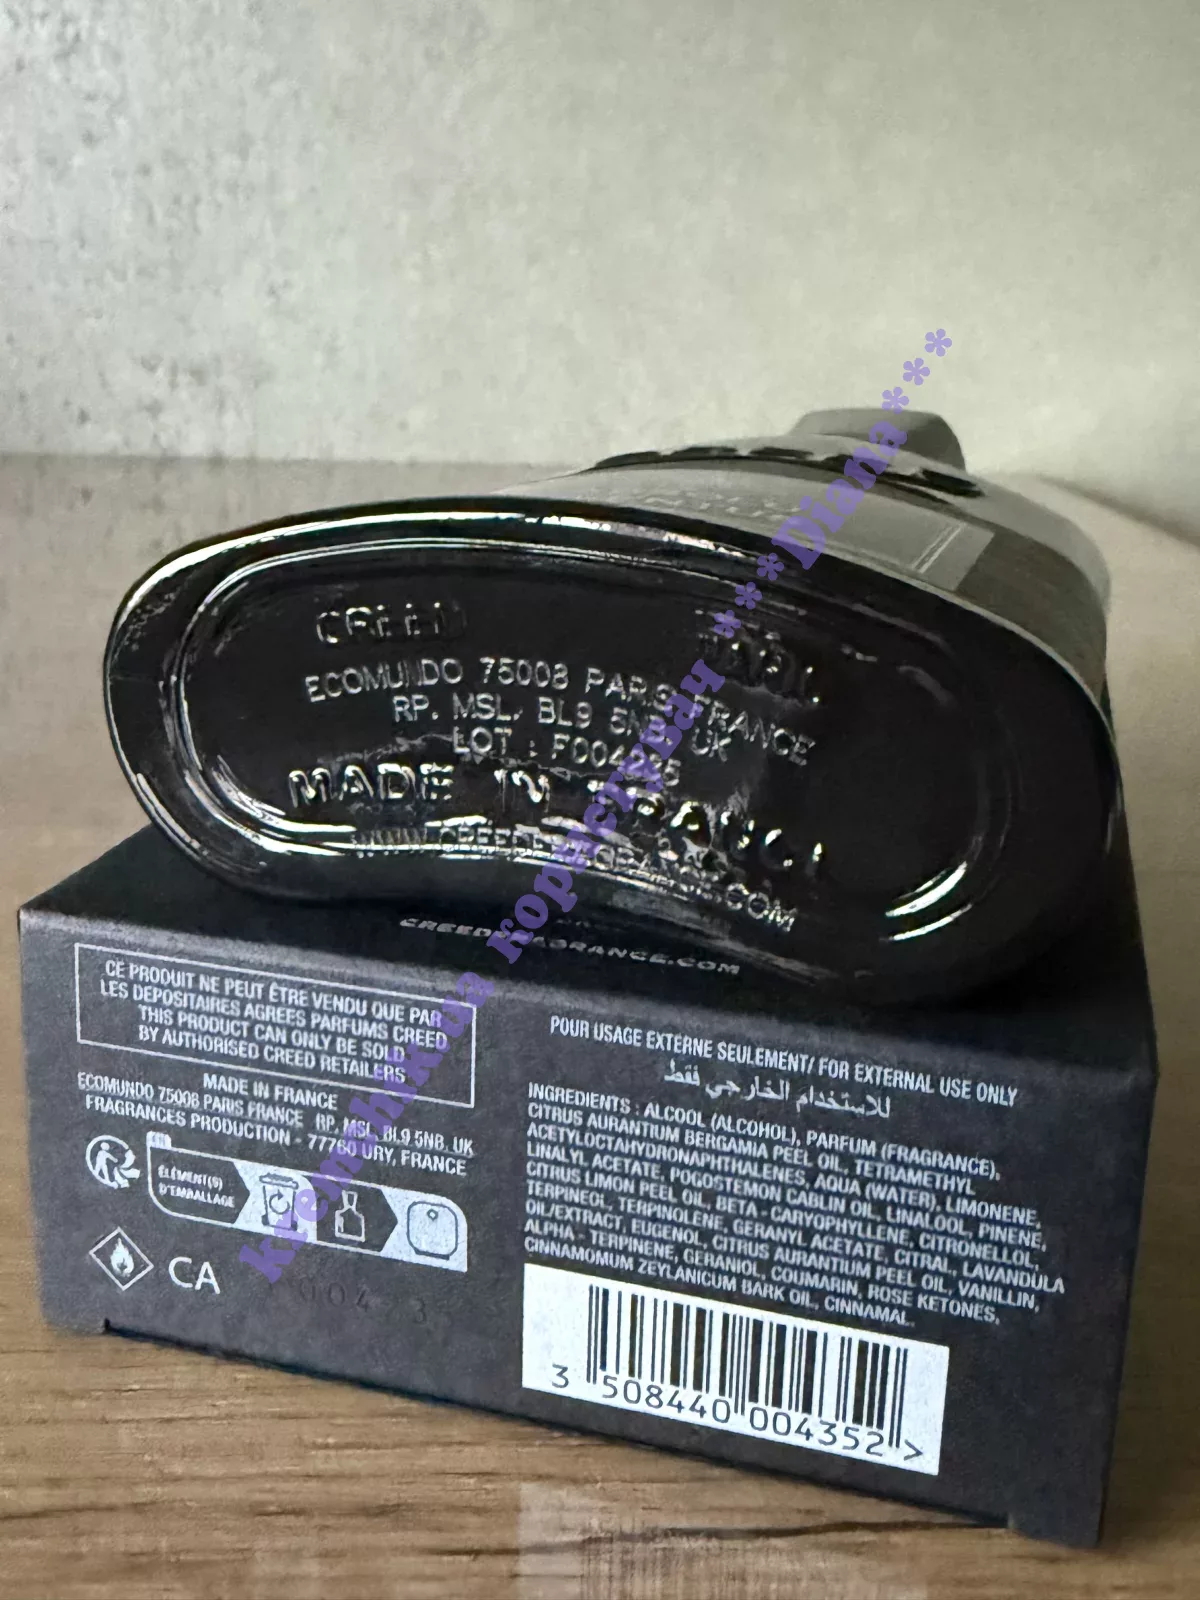 CREED
ECOMUNDO 75008 PARIS FRANCE
RP. MSL, BL9 5NB, UK
LOT : F004
MADE IN
WWW.CREEDFRAGRANCE.COM
CREEDFRAGRANCE.COM
CE PRODUIT NE PEUT ÊTRE VENDU QUE PAR
LES DEPOSITAIRES AGREES PARFUMS CREED
THIS PRODUCT CAN ONLY BE SOLD
BY AUTHORISED CREED RETAILERS
MADE IN FRANCE
ECOMUNDO 75008 PARIS FRANCE RP. MSL, BL9 5NB, UK
FRAGRANCES PRODUCTION - 77760 URY, FRANCE
ÉLÉMENT(S)
D'EMBALLAGE
CA
POUR USAGE EXTERNE SEULEMENT/ FOR EXTERNAL USE ONLY
للاستخدام الخارجي فقط
INGREDIENTS : ALCOOL (ALCOHOL), PARFUM (FRAGRANCE),
CITRUS AURANTIUM BERGAMIA PEEL OIL, TETRAMETHYL
ACETYLOCTAHYDRONAPHTHALENES, AQUA (WATER), LIMONENE,
LINALYL ACETATE, POGOSTEMON CABLIN OIL, LINALOOL, PINENE,
CITRUS LIMON PEEL OIL, BETA - CARYOPHYLLENE, CITRONELLOL,
TERPINEOL, TERPINOLENE, GERANYL ACETATE, CITRAL, LAVANDULA
OIL/EXTRACT, EUGENOL, CITRUS AURANTIUM PEEL OIL, VANILLIN,
ALPHA - TERPINENE, GERANIOL, COUMARIN, ROSE KETONES,
CINNAMOMUM ZEYLANICUM BARK OIL, CINNAMAL.
3 508440 004352 >
kremchik.ua користувач ***Diana***